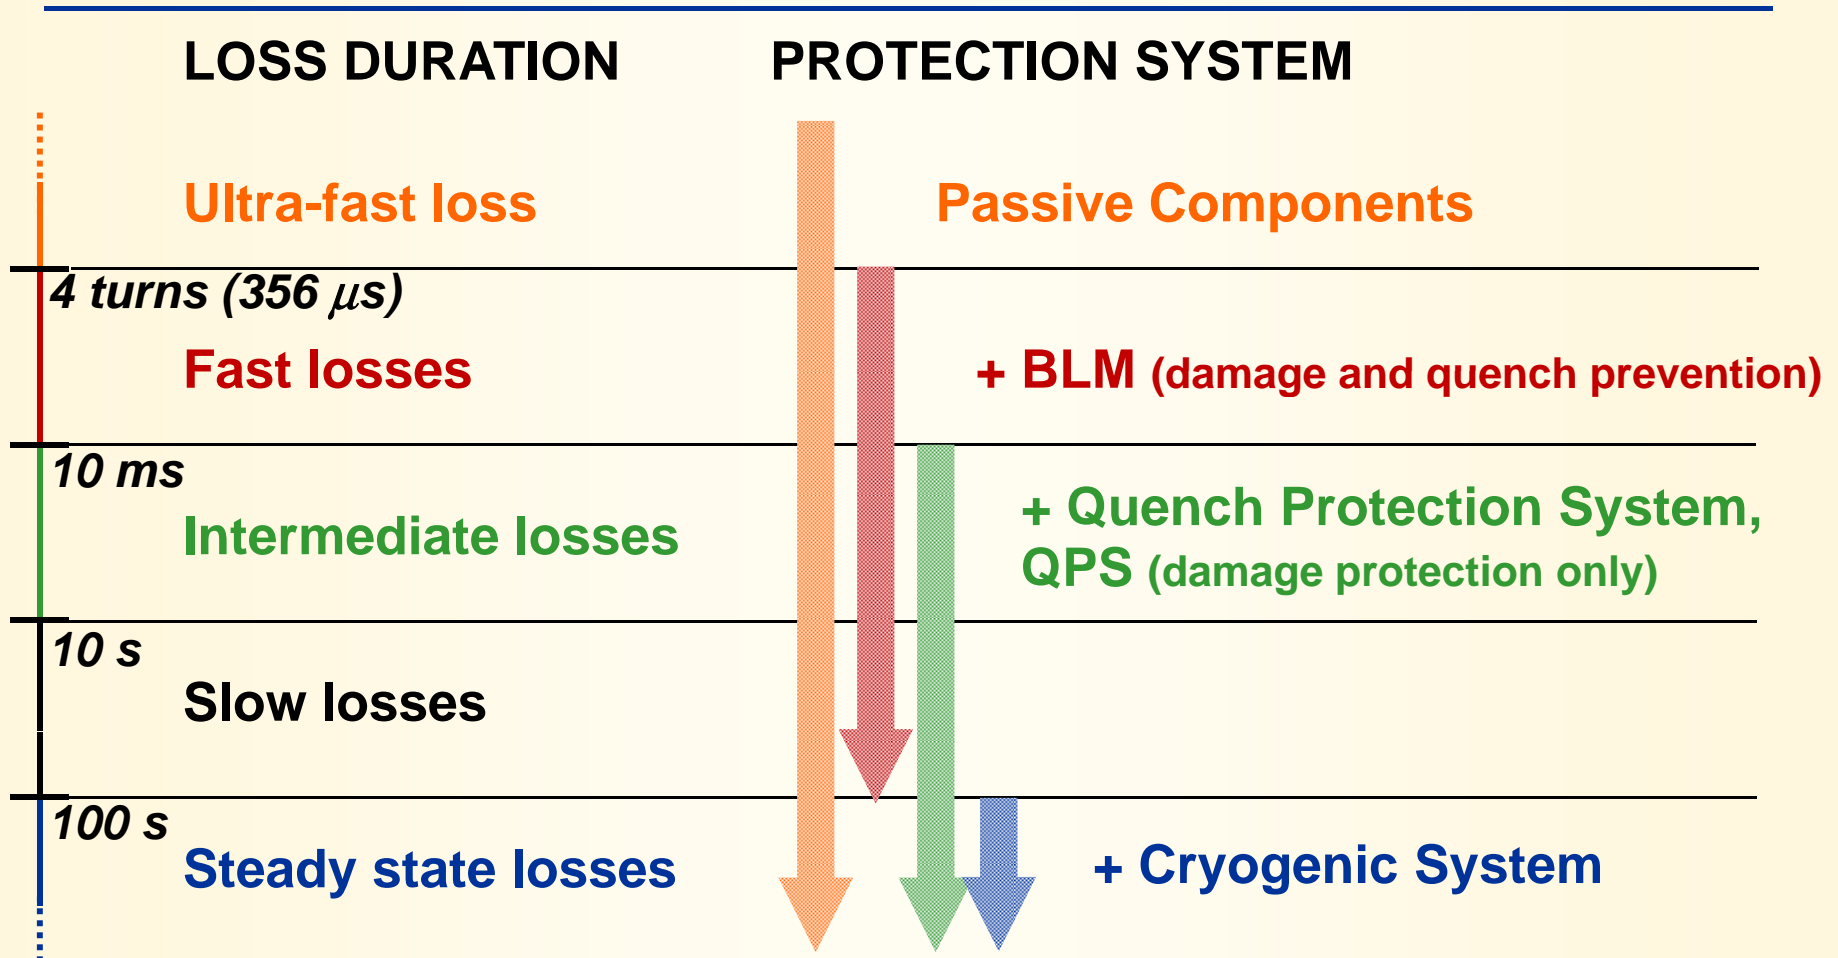 LOSS DURATION PROTECTION SYSTEM
Ultra-fast loss Passive Components
4 turns (356 μs)
Fast losses + BLM (damage and quench prevention)
10 ms
+ Quench Protection System,
Intermediate losses
QPS (damage protection only)
10 s
Slow losses
100 s
Steady state losses + Cryogenic System